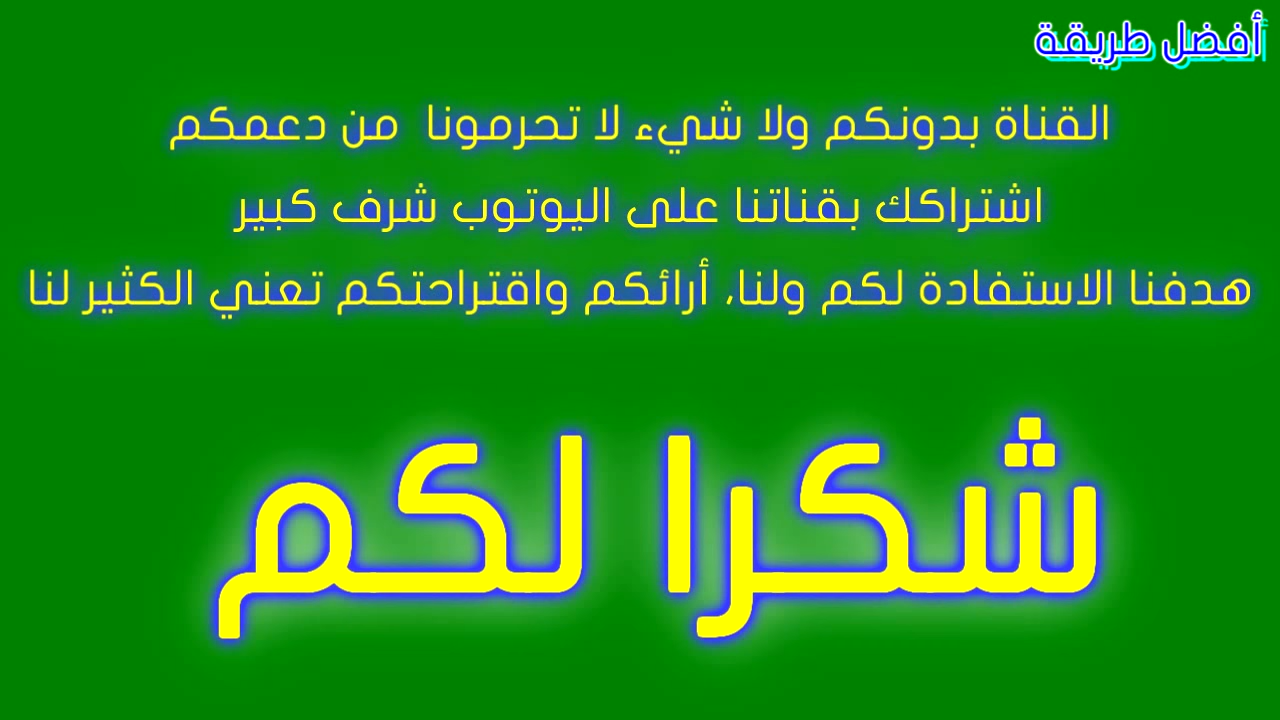 أفضل طريقة
القناة بدونكم ولا شيء لا تحرمونا من دعمكم
اشتراكك بقناتنا على اليوتوب شرف كبير
هدفنا الاستفادة لكم ولنا، أرائكم واقتراحتكم تعني الكثير لنا
شكرا لكم